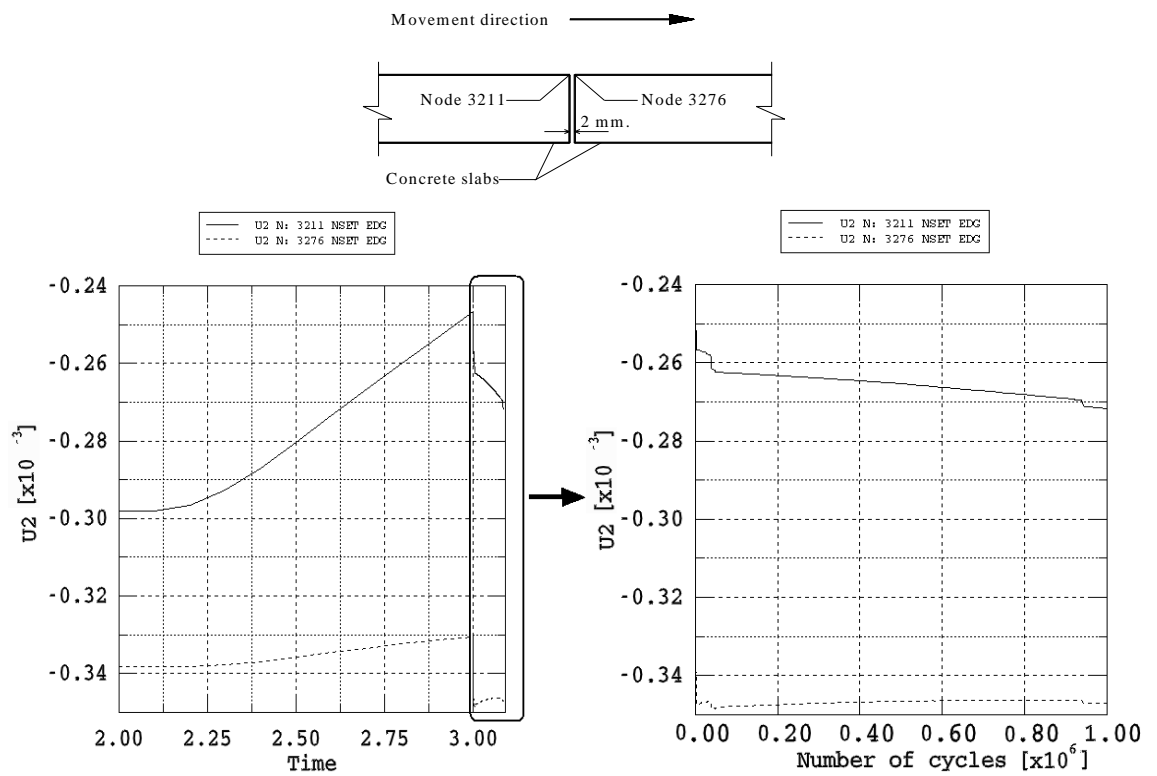 Movement direction
Node 3211
Node 3276
2 mm.
Concrete slabs
U2 N: 3211 NSET EDG
U2 N: 3276 NSET EDG
-0.24
-0.26
-0.28
-0.30
-0.32
-0.34
U2 [x10 -3]
2.00 2.25 2.50 2.75 3.00
Time
U2 N: 3211 NSET EDG
U2 N: 3276 NSET EDG
-0.24
-0.26
-0.28
-0.30
-0.32
-0.34
U2 [x10 -3]
0.00 0.20 0.40 0.60 0.80 1.00
Number of cycles [x10 6]